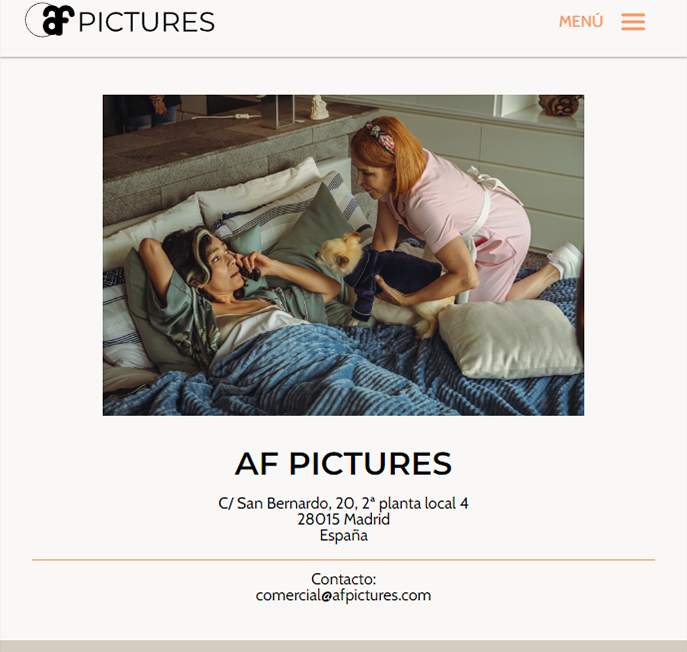 af PICTURES
MENÚ
AF PICTURES
C/ San Bernardo, 20, 2ª planta local 4
28015 Madrid
España
Contacto:
comercial@afpictures.com